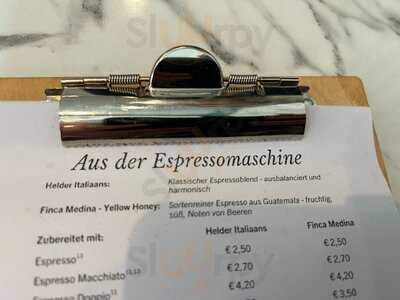 Aus der Espressomaschine
Helder Italiaans: Klassischer Espressoblend - ausbalanciert und
harmonisch
Finca Medina - Yellow Honey: Sortenreiner Espresso aus Guatemala - fruchtig,
süß, Noten von Beeren
Zubereitet mit: Helder Italiaans Finca Medina
Espresso¹³ €2,50 €2,50
Espresso Macchiato €2,70 €2,70
Espresso Doppio €4,20 €4,20
€3,50